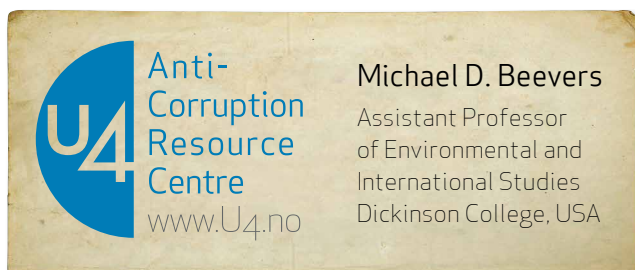 U4
Anti-
Corruption
Resource
Centre
www.U4.no
Michael D. Beevers
Assistant Professor
of Environmental and
International Studies
Dickinson College, USA